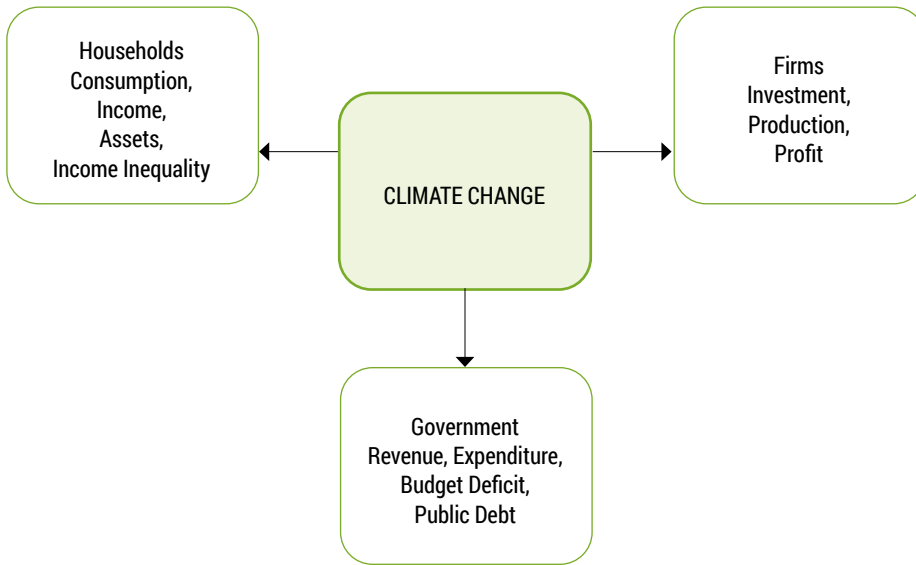 Households
Consumption,
Income,
Assets,
Income Inequality
CLIMATE CHANGE
Firms
Investment,
Production,
Profit
Government
Revenue, Expenditure,
Budget Deficit,
Public Debt